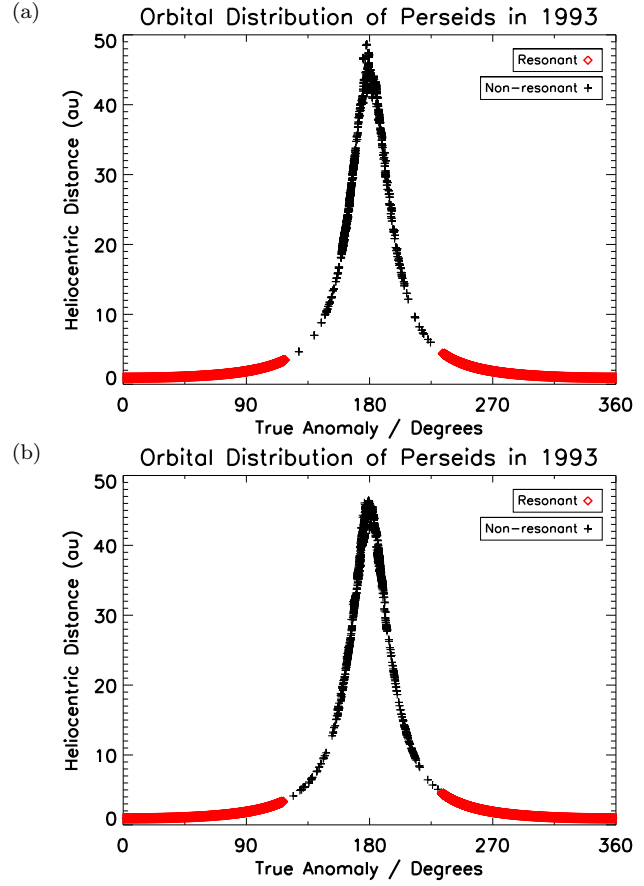 (a)
Orbital Distribution of Perseids in 1993
Resonant
Non-resonant
Heliocentric Distance (au)
50
40
30
20
10
0
0 90 180 270 360
True Anomaly / Degrees
(b)
Orbital Distribution of Perseids in 1993
Resonant
Non-resonant
Heliocentric Distance (au)
50
40
30
20
10
0
0 90 180 270 360
True Anomaly / Degrees